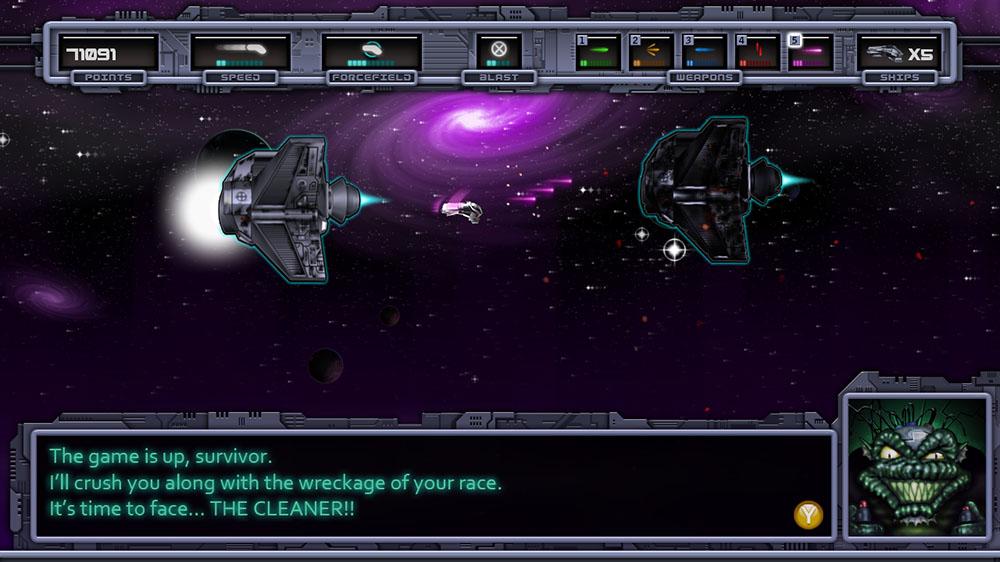 71091
X5
1
2
3
4
5
POINTS
SPEED
FORCEFIELD
BLAST
WEAPONS
SHIPS
The game is up, survivor.
I'll crush you along with the wreckage of your race.
It's time to face... THE CLEANER!!
Y